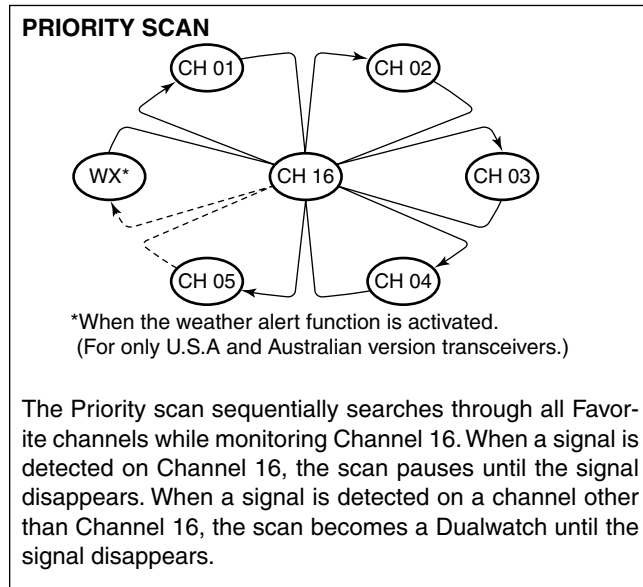 PRIORITY SCAN
CH 01
CH 02
WX*
CH 16
CH 03
CH 05
CH 04
*When the weather alert function is activated.
(For only U.S.A and Australian version transceivers.)
The Priority scan sequentially searches through all Favor-
ite channels while monitoring Channel 16. When a signal is
detected on Channel 16, the scan pauses until the signal
disappears. When a signal is detected on a channel other
than Channel 16, the scan becomes a Dualwatch until the
signal disappears.